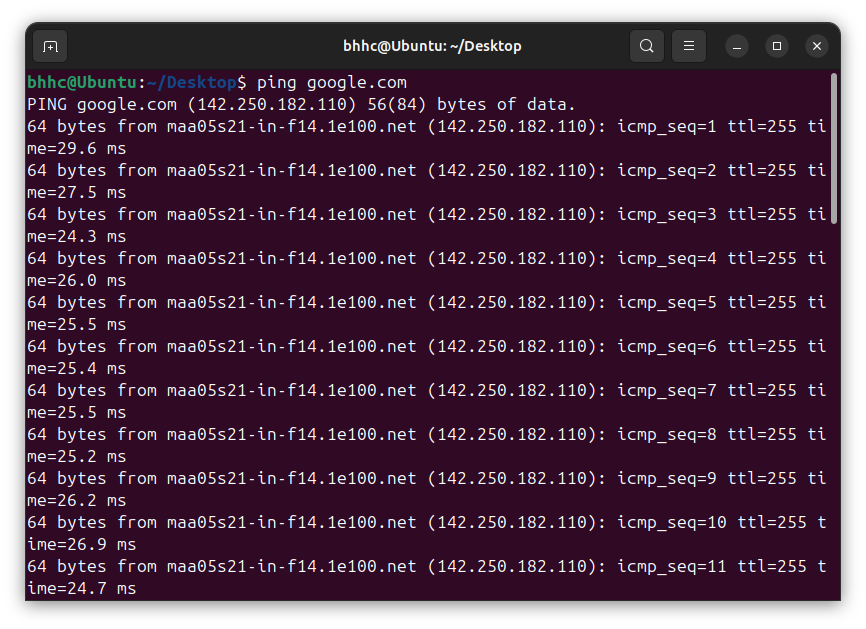 bhhc@Ubuntu: ~/Desktop
bhhc@Ubuntu:~/Desktop$ ping google.com
PING google.com (142.250.182.110) 56(84) bytes of data.
64 bytes from maa05s21-in-f14.1e100.net (142.250.182.110): icmp_seq=1 ttl=255 ti
me=29.6 ms
64 bytes from maa05s21-in-f14.1e100.net (142.250.182.110): icmp_seq=2 ttl=255 ti
me=27.5 ms
64 bytes from maa05s21-in-f14.1e100.net (142.250.182.110): icmp_seq=3 ttl=255 ti
me=24.3 ms
64 bytes from maa05s21-in-f14.1e100.net (142.250.182.110): icmp_seq=4 ttl=255 ti
me=26.0 ms
64 bytes from maa05s21-in-f14.1e100.net (142.250.182.110): icmp_seq=5 ttl=255 ti
me=25.5 ms
64 bytes from maa05s21-in-f14.1e100.net (142.250.182.110): icmp_seq=6 ttl=255 ti
me=25.4 ms
64 bytes from maa05s21-in-f14.1e100.net (142.250.182.110): icmp_seq=7 ttl=255 ti
me=25.5 ms
64 bytes from maa05s21-in-f14.1e100.net (142.250.182.110): icmp_seq=8 ttl=255 ti
me=25.2 ms
64 bytes from maa05s21-in-f14.1e100.net (142.250.182.110): icmp_seq=9 ttl=255 ti
me=26.2 ms
64 bytes from maa05s21-in-f14.1e100.net (142.250.182.110): icmp_seq=10 ttl=255 t
ime=26.9 ms
64 bytes from maa05s21-in-f14.1e100.net (142.250.182.110): icmp_seq=11 ttl=255 t
ime=24.7 ms